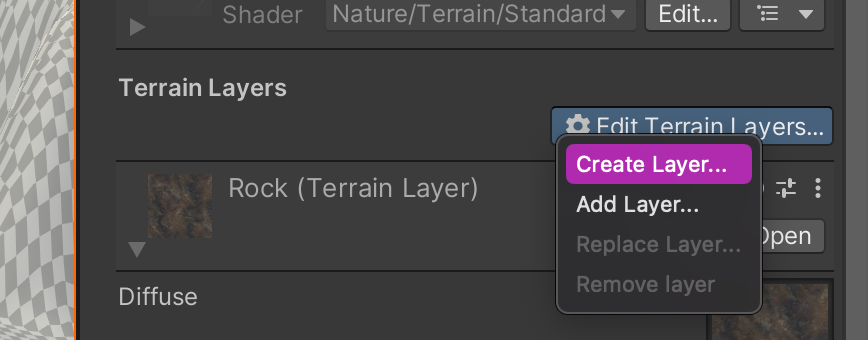 Shader Nature/Terrain/Standard Edit...
Terrain Layers
Edit Terrain Layers...
Create Layer...
Rock (Terrain Layer)
Add Layer...
Open
Replace Layer...
Remove layer
Diffuse